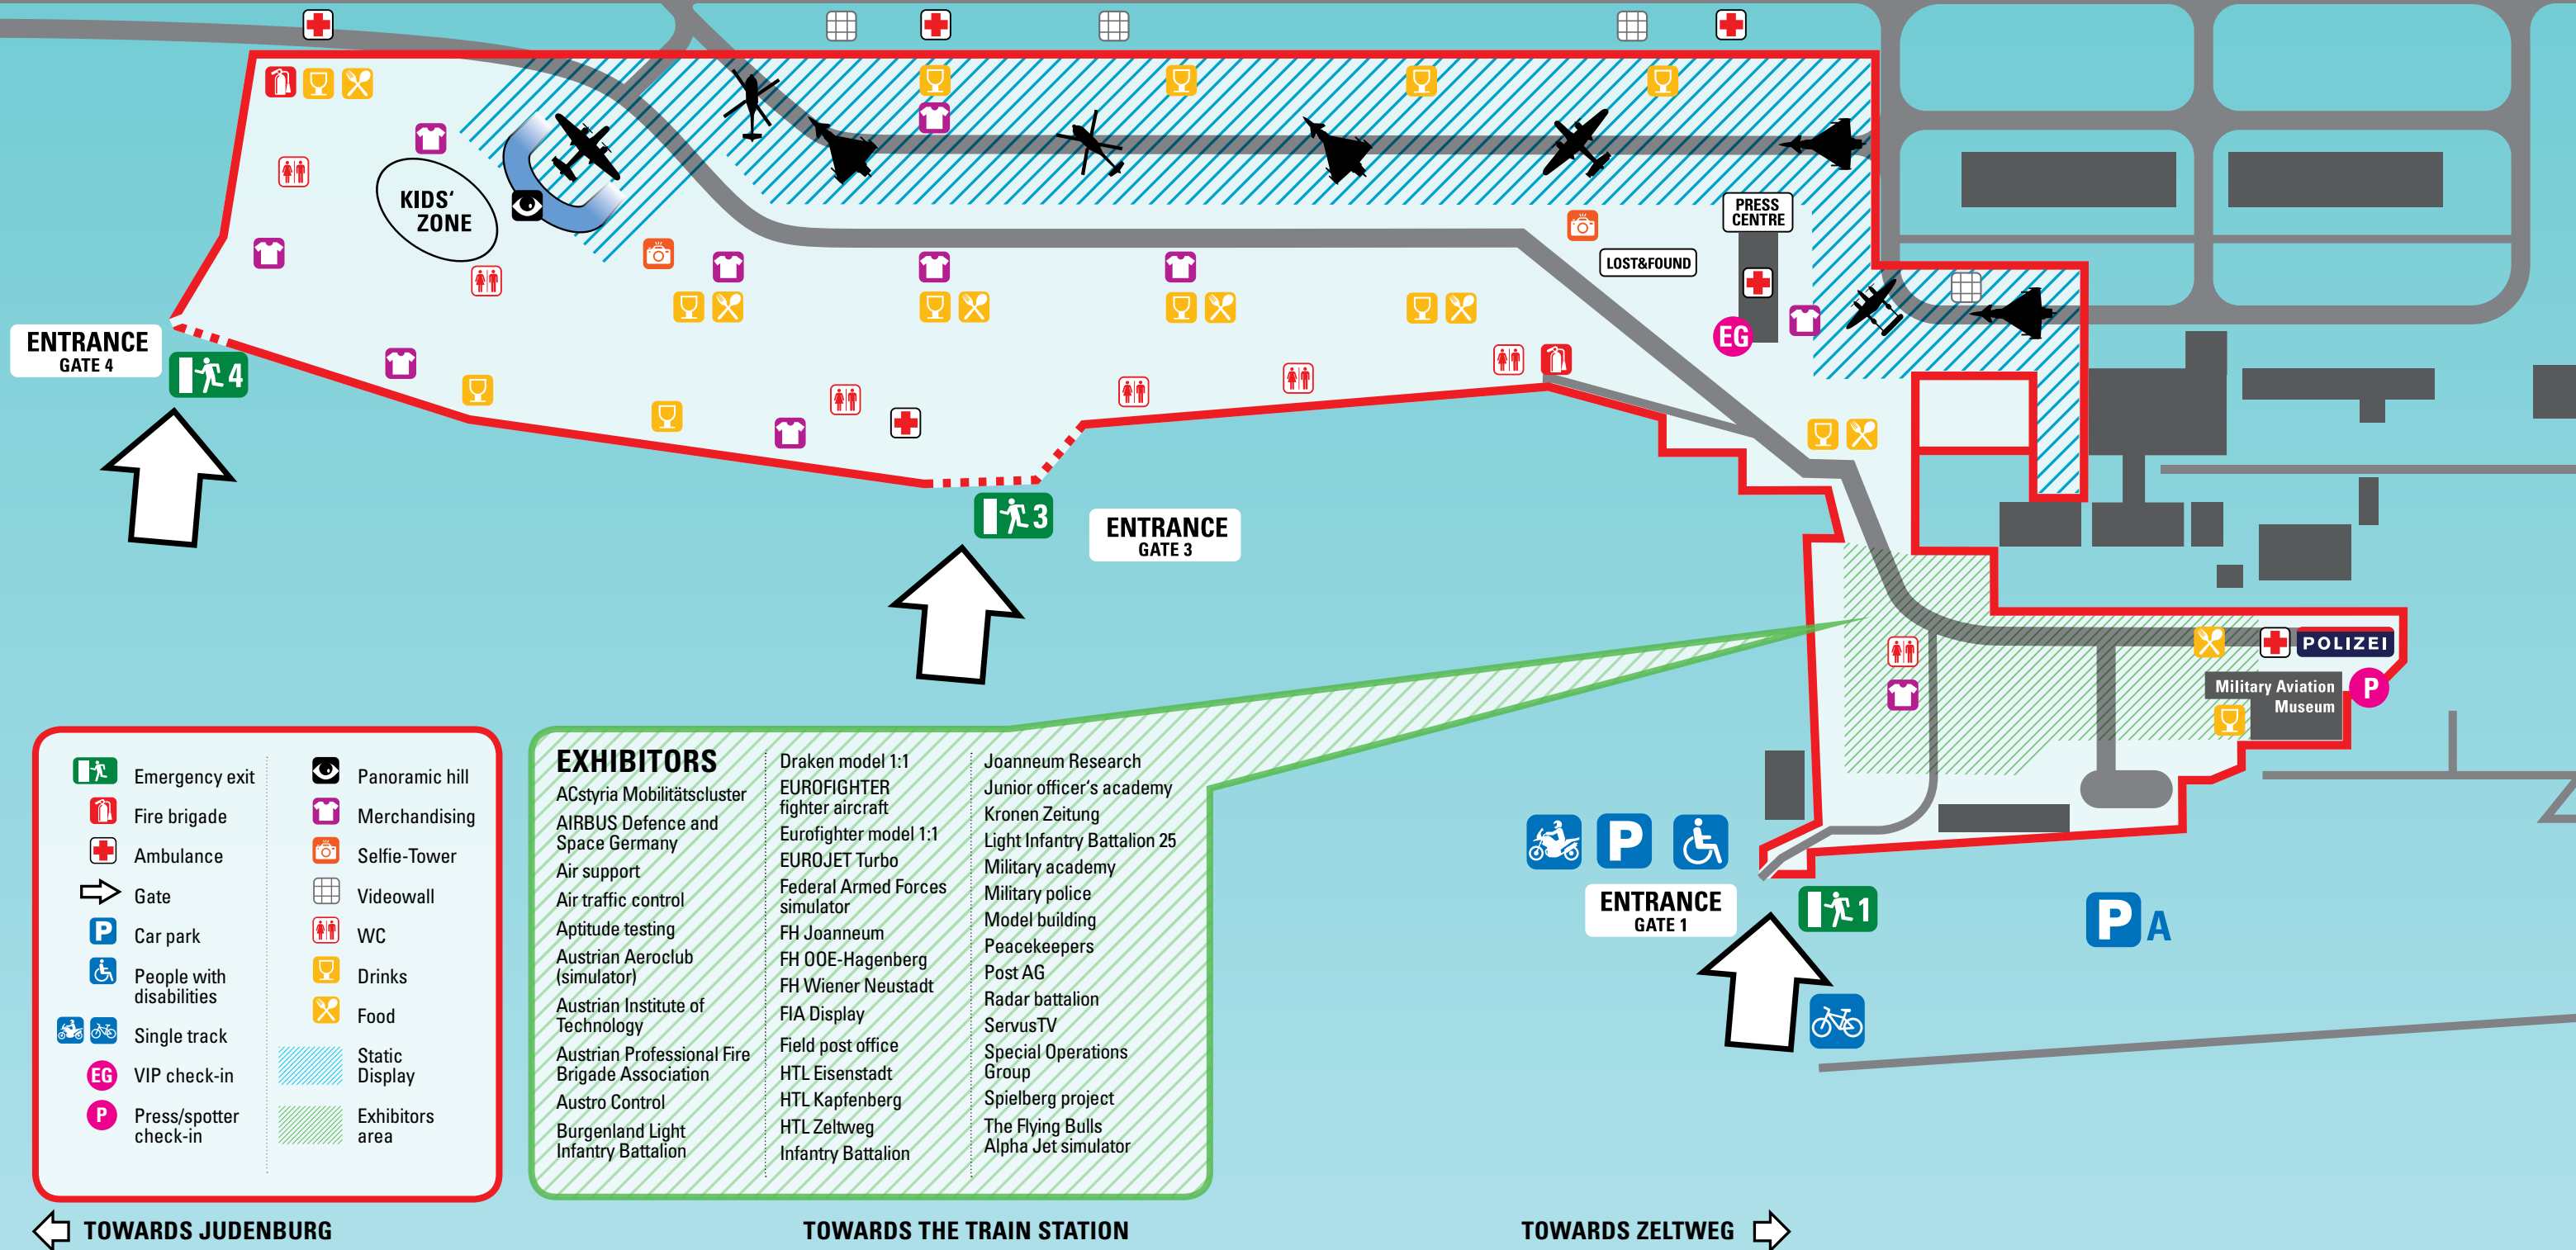 KIDS‘
ZONE
PRESS
CENTRE
LOST&FOUND
EG
ENTRANCE
GATE 4
4
3
ENTRANCE
GATE 3
POLIZEI
Military Aviation
Museum
P
P
ENTRANCE
GATE 1
1
P A
Emergency exit
Fire brigade
Ambulance
Gate
P Car park
People with
disabilities
Single track
EG VIP check-in
P Press/spotter
check-in
Panoramic hill
Merchandising
Selfie-Tower
Videowall
WC
Drinks
Food
Static
Display
Exhibitors
area
EXHIBITORS
ACstyria Mobilitätscluster
AIRBUS Defence and
Space Germany
Air support
Air traffic control
Aptitude testing
Austrian Aeroclub
(simulator)
Austrian Institute of
Technology
Austrian Professional Fire
Brigade Association
Austro Control
Burgenland Light
Infantry Battalion
Draken model 1:1
EUROFIGHTER
fighter aircraft
Eurofighter model 1:1
EUROJET Turbo
Federal Armed Forces
simulator
FH Joanneum
FH OOE-Hagenberg
FH Wiener Neustadt
FIA Display
Field post office
HTL Eisenstadt
HTL Kapfenberg
HTL Zeltweg
Infantry Battalion
Joanneum Research
Junior officer‘s academy
Kronen Zeitung
Light Infantry Battalion 25
Military academy
Military police
Model building
Peacekeepers
Post AG
Radar battalion
ServusTV
Special Operations
Group
Spielberg project
The Flying Bulls
Alpha Jet simulator
TOWARDS JUDENBURG
TOWARDS THE TRAIN STATION
TOWARDS ZELTWEG